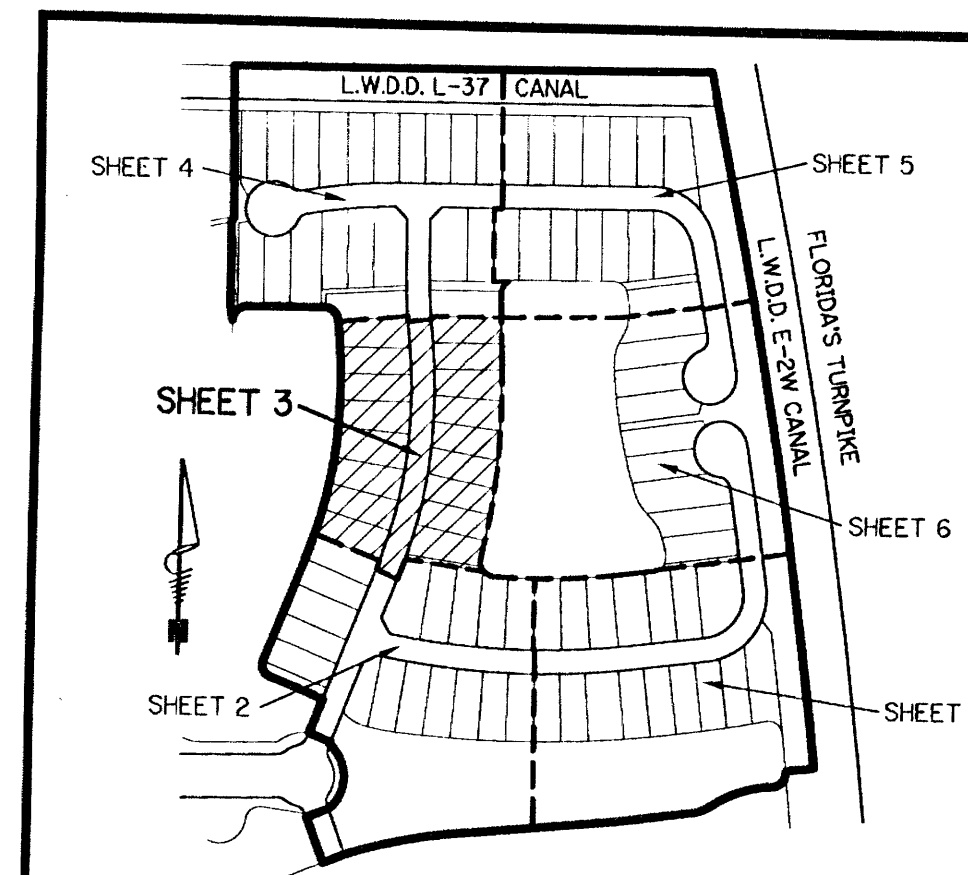 L.W.D.D. L-37 CANAL
SHEET 4
SHEET 5
FLORIDA'S TURNPIKE
L.W.D.D. E-2W CANAL
SHEET 3
SHEET 6
SHEET 2
SHEET